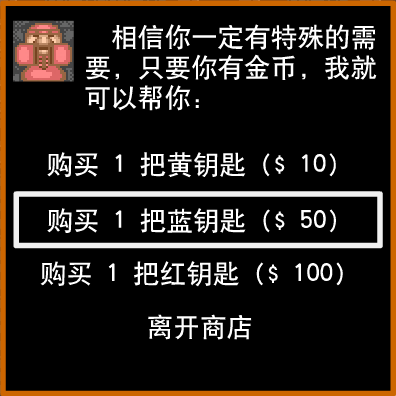 相信你一定有特殊的需
要，只要你有金币，我就
可以帮你：
购买 1 把黄钥匙（$ 10）
购买 1 把蓝钥匙（$ 50）
购买 1 把红钥匙（$ 100）
离开商店